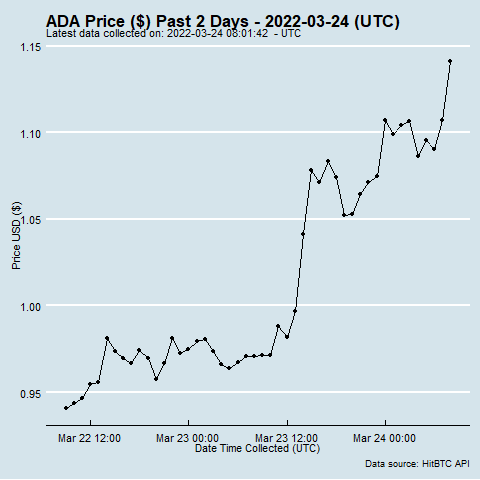 ADA Price ($) Past 2 Days - 2022-03-24 (UTC)
Latest data collected on: 2022-03-24 08:01:42  - UTC
1.15
1.10
1.05
1.00
0.95
Price USD ($)
Mar 22 12:00
Mar 23 00:00
Mar 23 12:00
Mar 24 00:00
Date Time Collected (UTC)
Data source: HitBTC API